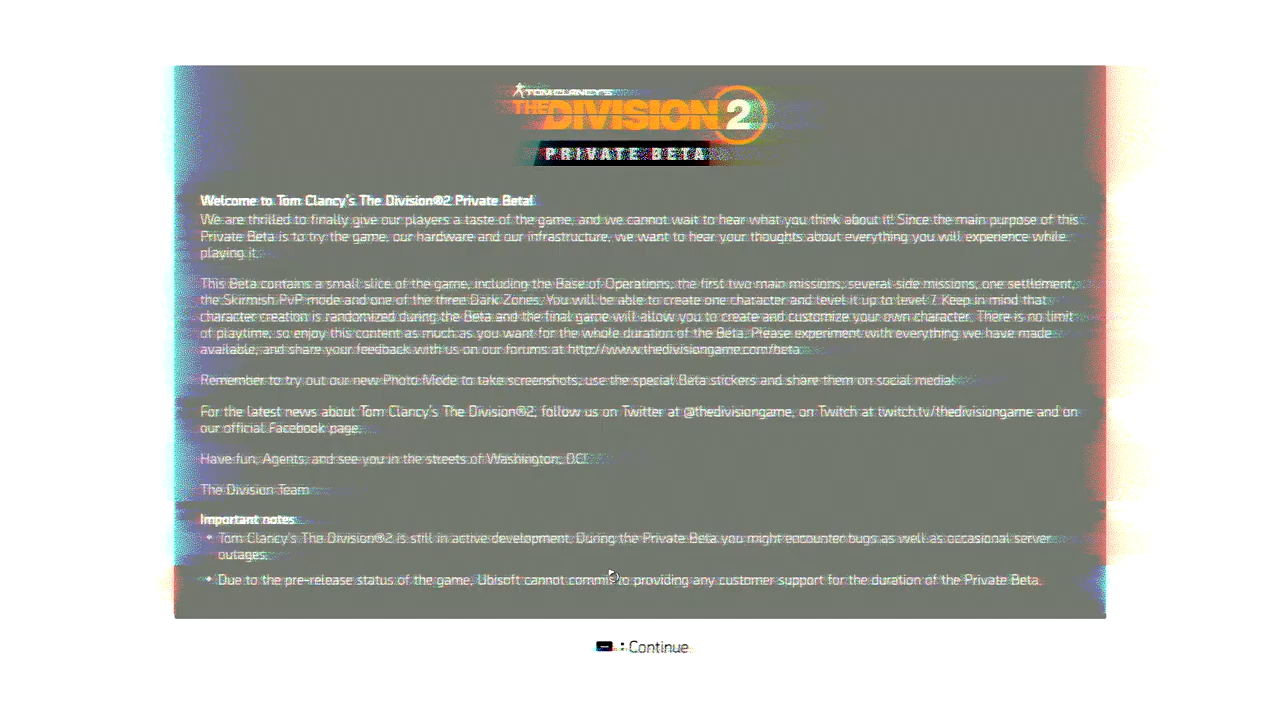 TOM CLANCY'S
THE DIVISION 2
PRIVATE BETA
Welcome to Tom Clancy's The Division®2 Private Beta!
We are thrilled to finally give our players a taste of the game, and we cannot wait to hear what you think about it! Since the main purpose of this
Private Beta is to try the game, our hardware and our infrastructure, we want to hear your thoughts about everything you will experience while
playing it.
This Beta contains a small slice of the game, including the Base of Operations, the first two main missions, several side missions, one settlement,
the Skirmish PvP mode and one of the three Dark Zones. You will be able to create one character and level it up to level 7. Keep in mind that
character creation is randomized during the Beta and the final game will allow you to create and customize your own character. There is no limit
of playtime, so enjoy this content as much as you want for the whole duration of the Beta. Please experiment with everything we have made
available, and share your feedback with us on our forums at http://www.thedivisiongame.com/beta.
Remember to try out our new Photo Mode to take screenshots, use the special Beta stickers and share them on social media!
For the latest news about Tom Clancy's The Division®2, follow us on Twitter at @thedivisiongame, on Twitch at twitch.tv/thedivisiongame and on
our official Facebook page.
Have fun, Agents, and see you in the streets of Washington, DC!
The Division Team
Important notes:
• Tom Clancy's The Division®2 is still in active development. During the Private Beta you might encounter bugs as well as occasional server
outages.
• Due to the pre-release status of the game, Ubisoft cannot commit to providing any customer support for the duration of the Private Beta.
: Continue